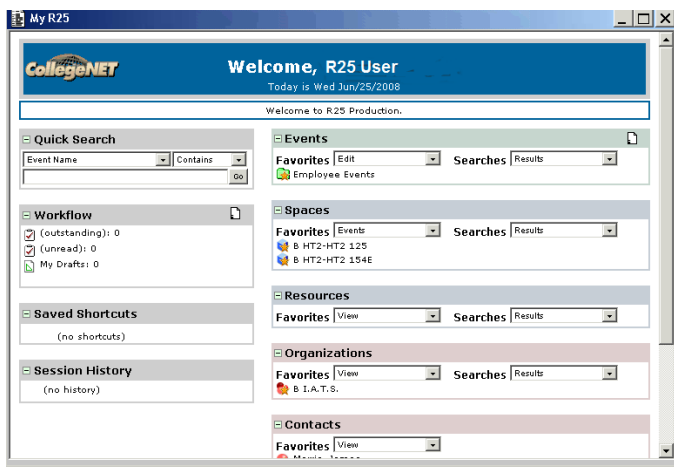 My R25
CollegeNET
Welcome, R25 User
Today is Wed Jun/25/2008
Welcome to R25 Production.
Quick Search
Event Name Contains
Go
Workflow
(outstanding): 0
(unread): 0
My Drafts: 0
Saved Shortcuts
(no shortcuts)
Session History
(no history)
Events
Favorites Edit Searches Results
Employee Events
Spaces
Favorites Events Searches Results
B HT2-HT2 125
B HT2-HT2 154E
Resources
Favorites View Searches Results
Organizations
Favorites View Searches Results
B I.A.T.S.
Contacts
Favorites View